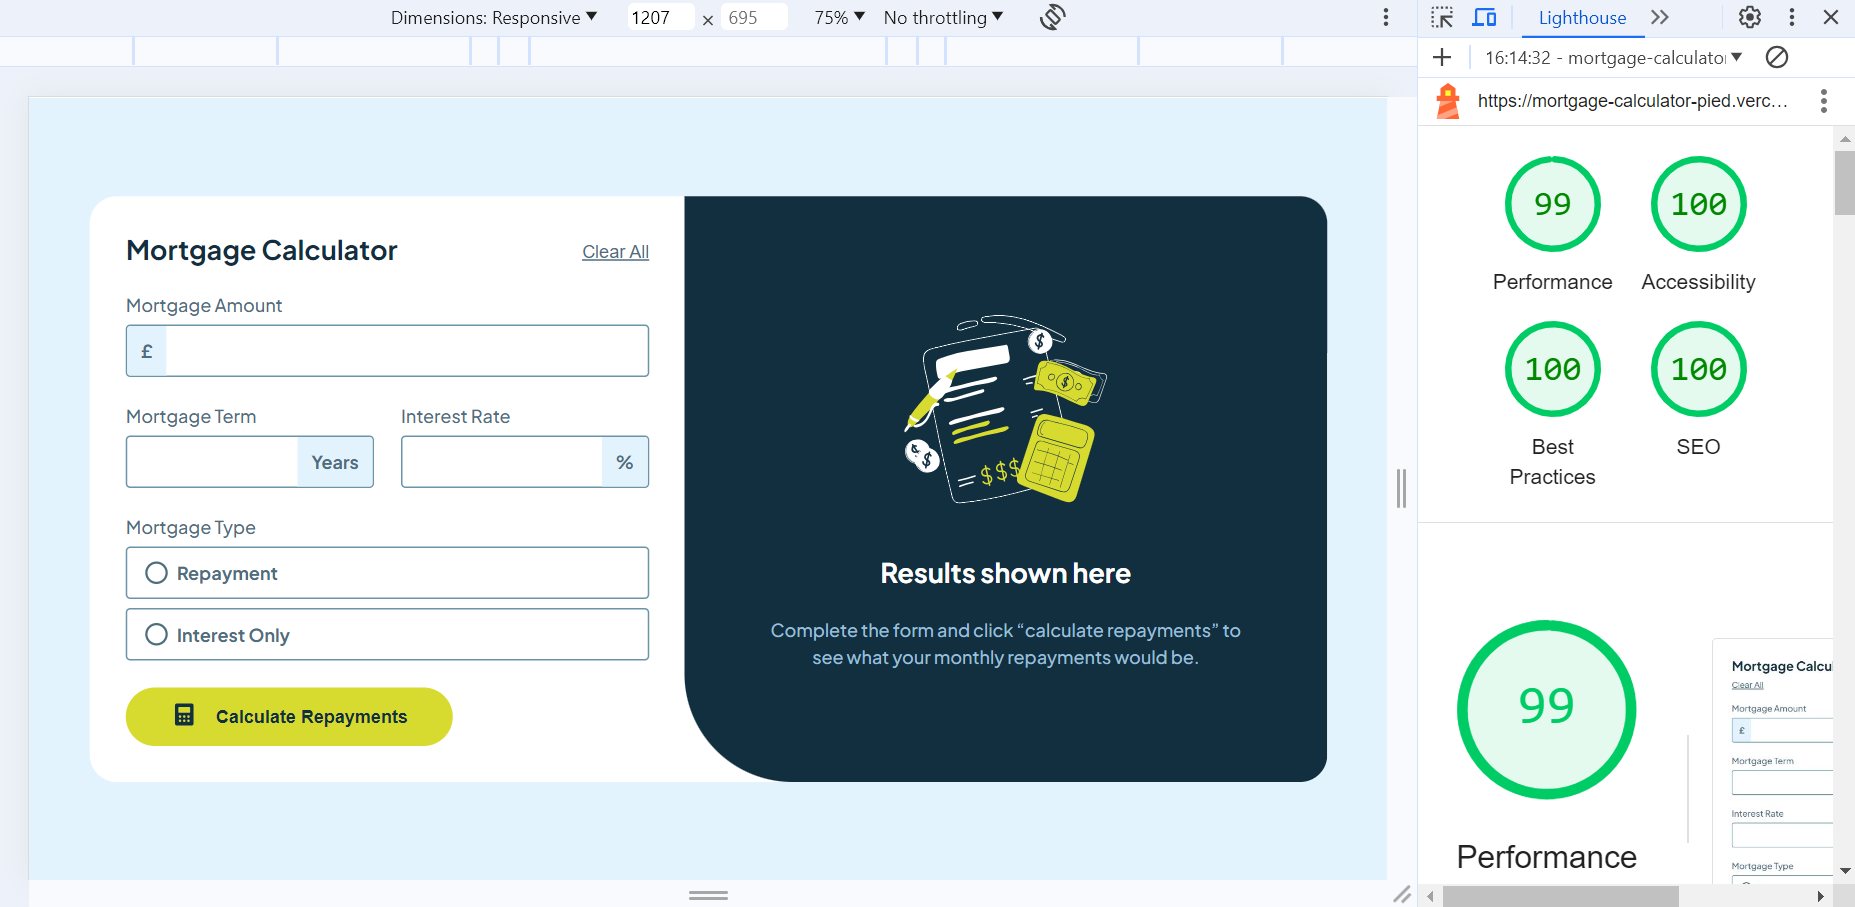 Dimensions: Responsive
1207 × 695
75%
No throttling
Lighthouse
16:14:32 - mortgage-calculator
https://mortgage-calculator-pied.verc…
99
Performance
100
Accessibility
100
Best
Practices
100
SEO
99
Performance
Mortgage Calcu
Clear All
Mortgage Amount
£
Mortgage Term
Interest Rate
Mortgage Type
Mortgage Calculator
Clear All
Mortgage Amount
£
Mortgage Term
Interest Rate
Years
%
Mortgage Type
Repayment
Interest Only
Calculate Repayments
$
$
$
$
$$$
Results shown here
Complete the form and click “calculate repayments” to
see what your monthly repayments would be.